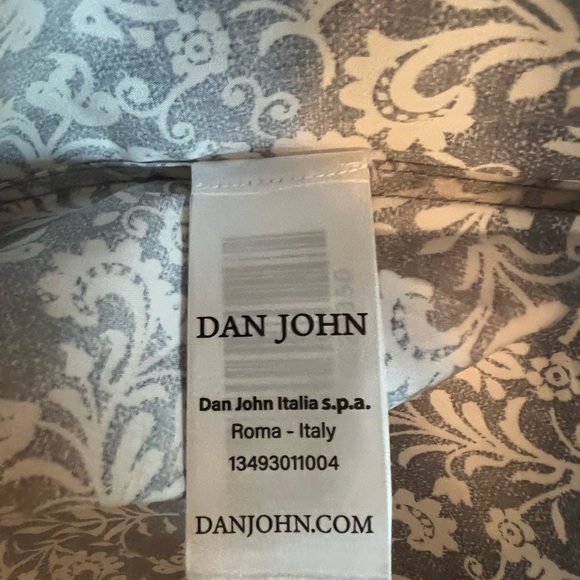 DAN JOHN
Dan John Italia s.p.a.
Roma - Italy
13493011004
DANJOHN.COM